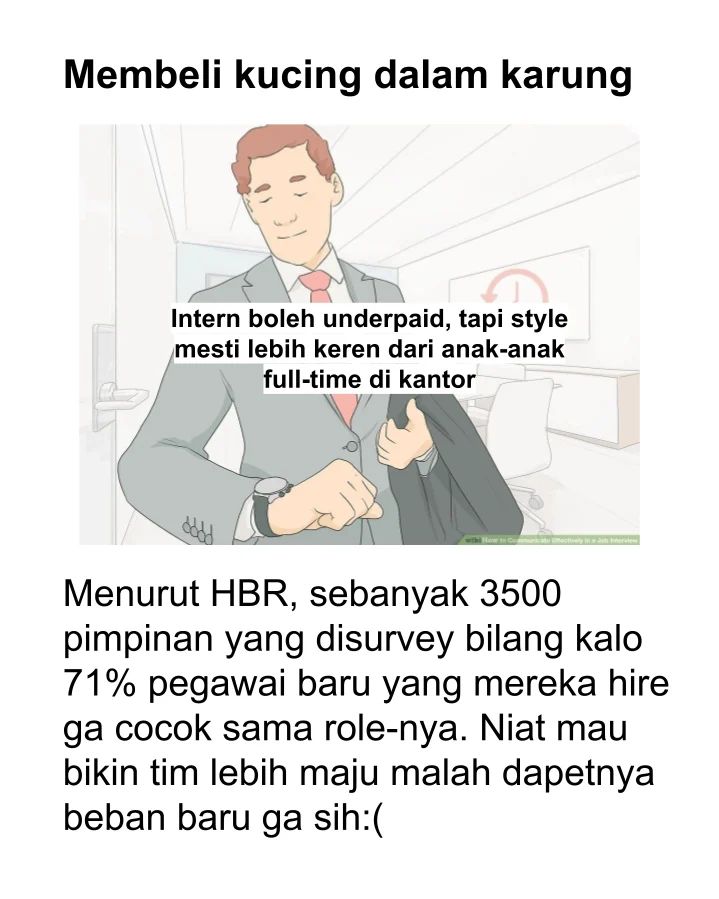 Membeli kucing dalam karung
Intern boleh underpaid, tapi style
mesti lebih keren dari anak-anak
full-time di kantor
wikiHow to Communicate Effectively in a Job Interview
Menurut HBR, sebanyak 3500
pimpinan yang disurvey bilang kalo
71% pegawai baru yang mereka hire
ga cocok sama role-nya. Niat mau
bikin tim lebih maju malah dapetnya
beban baru ga sih:(